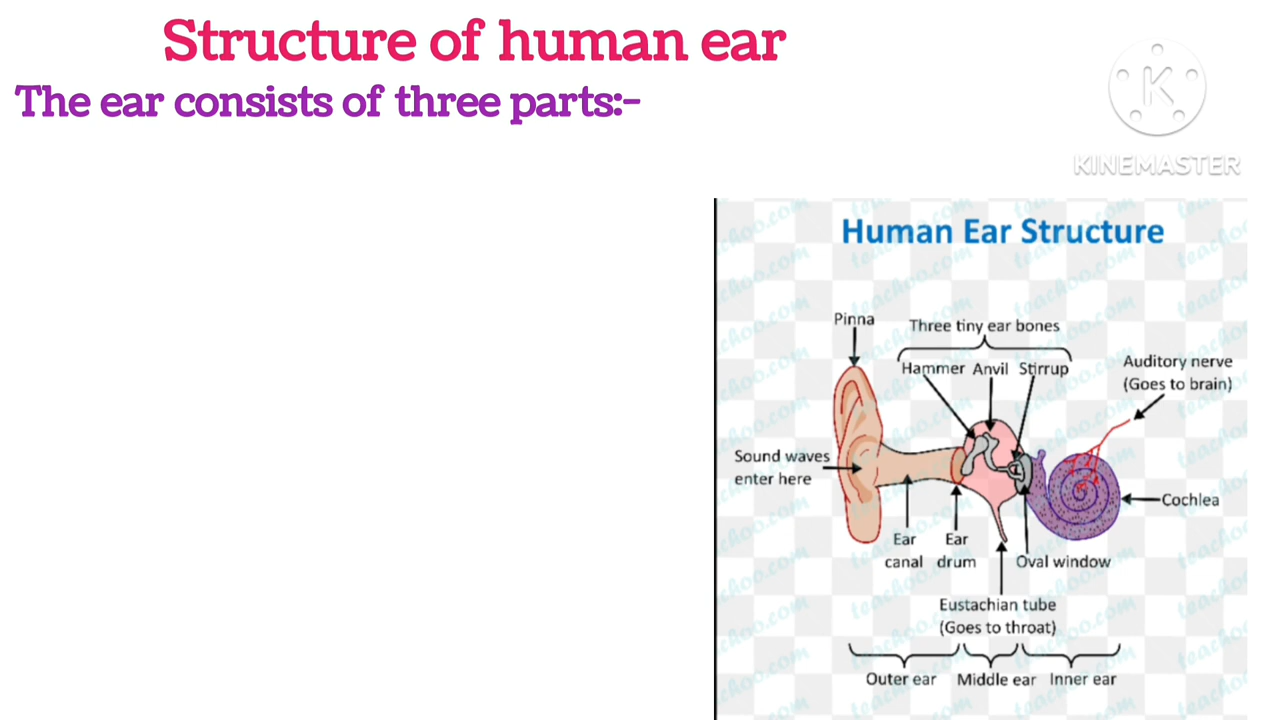 Structure of human ear
The ear consists of three parts:-
K
KINEMASTER
Human Ear Structure
Pinna
Three tiny ear bones
Hammer Anvil Stirrup
Auditory nerve
(Goes to brain)
Sound waves
enter here
Cochlea
Ear
canal
Ear
drum
Oval window
Eustachian tube
(Goes to throat)
Outer ear
Middle ear
Inner ear
teachoo.com